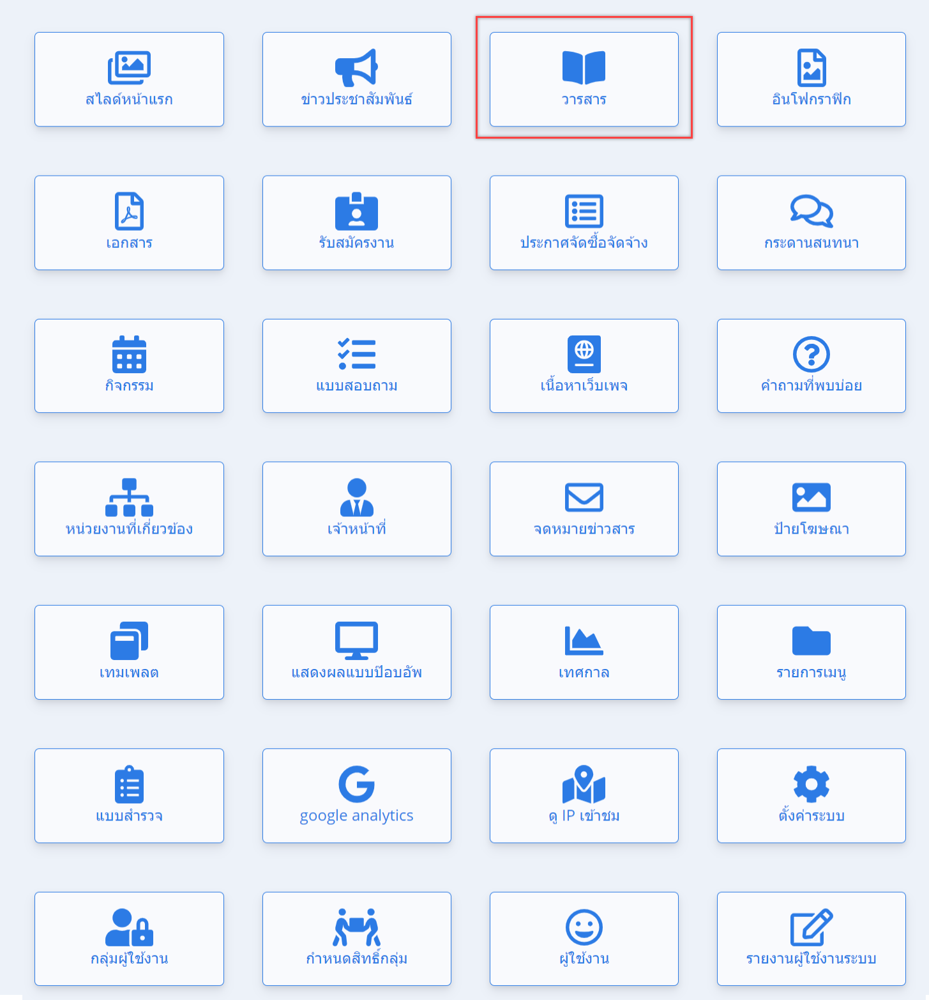 สไลด์หน้าแรก
ข่าวประชาสัมพันธ์
วารสาร
อินโฟกราฟิก
เอกสาร
รับสมัครงาน
ประกาศจัดซื้อจัดจ้าง
กระดานสนทนา
กิจกรรม
แบบสอบถาม
เนื้อหาเว็บเพจ
คำถามที่พบบ่อย
หน่วยงานที่เกี่ยวข้อง
เจ้าหน้าที่
จดหมายข่าวสาร
ป้ายโฆษณา
เทมเพลต
แสดงผลแบบป๊อบอัพ
เทศกาล
รายการเมนู
แบบสำรวจ
google analytics
ดู IP เข้าชม
ตั้งค่าระบบ
กลุ่มผู้ใช้งาน
กำหนดสิทธิ์กลุ่ม
ผู้ใช้งาน
รายงานผู้ใช้งานระบบ